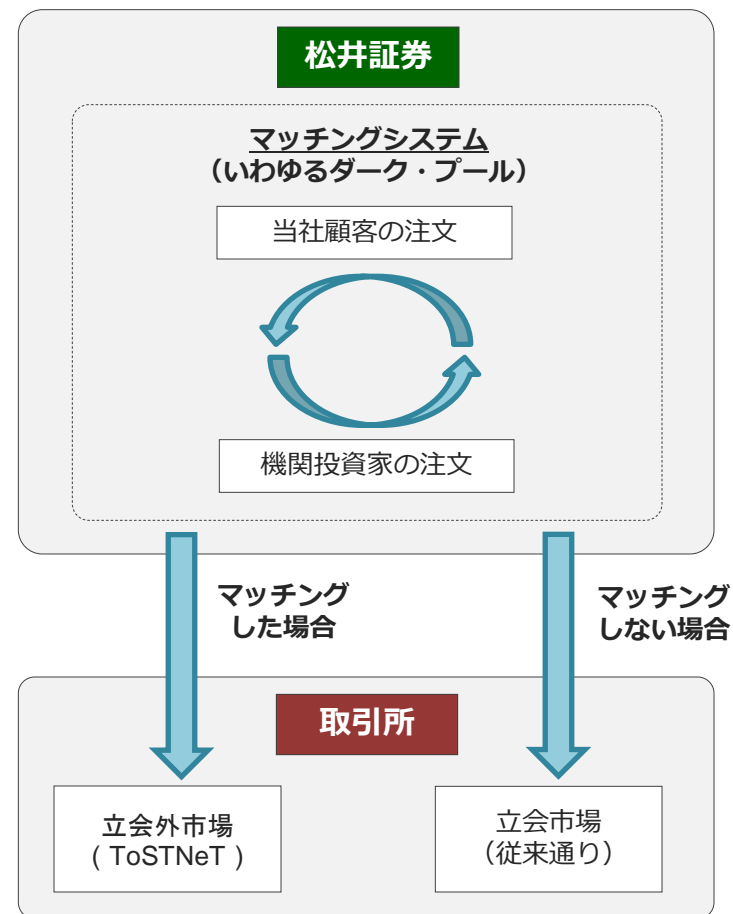 松井証券
マッチングシステム
（いわゆるダーク・プール）
当社顧客の注文
機関投資家の注文
マッチング
した場合
マッチング
しない場合
取引所
立会外市場
( ToSTNeT )
立会市場
（従来通り）